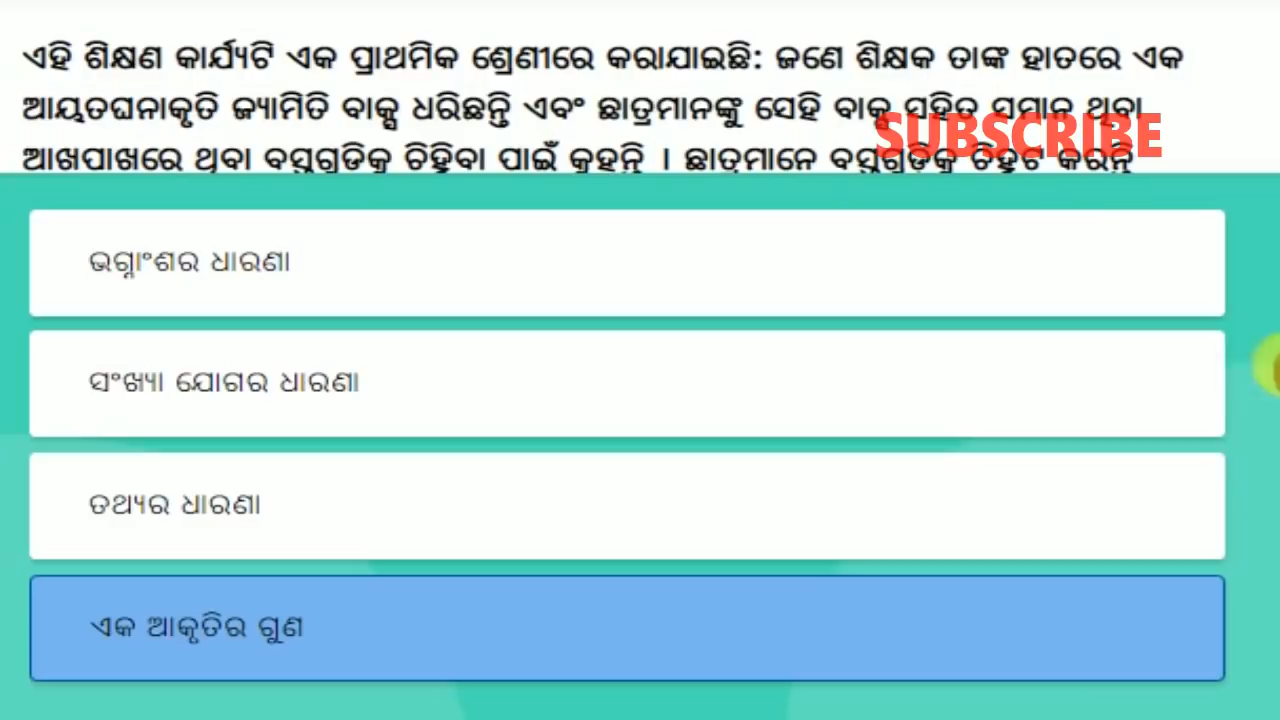 ଏହି ଶିକ୍ଷଣ କାର୍ଯ୍ୟଟି ଏକ ପ୍ରାଥମିକ ଶ୍ରେଣୀରେ କରାଯାଇଛି: ଜଣେ ଶିକ୍ଷକ ତାଙ୍କ ହାତରେ ଏକ
ଆୟତଘନାକୃତି ଜ୍ୟାମିତି ବାକ୍ସ ଧରିଛନ୍ତି ଏବଂ ଛାତ୍ରମାନଙ୍କୁ ସେହି ବାକ୍ସ ସହିତ ସମାନ ଥିବା
SUBSCRIBE
ଆଖପାଖରେ ଥିବା ବସ୍ତୁଗୁଡିକୁ ଚିହ୍ନିବା ପାଇଁ କୁହନ୍ତି । ଛାତ୍ରମାନେ ବସ୍ତୁଗୁଡ଼ିକୁ ଚିହ୍ନଟ କରନ୍ତି
ଭଗ୍ନାଂଶର ଧାରଣା
ସଂଖ୍ୟା ଯୋଗର ଧାରଣା
ତଥ୍ୟର ଧାରଣା
ଏକ ଆକୃତିର ଗୁଣ